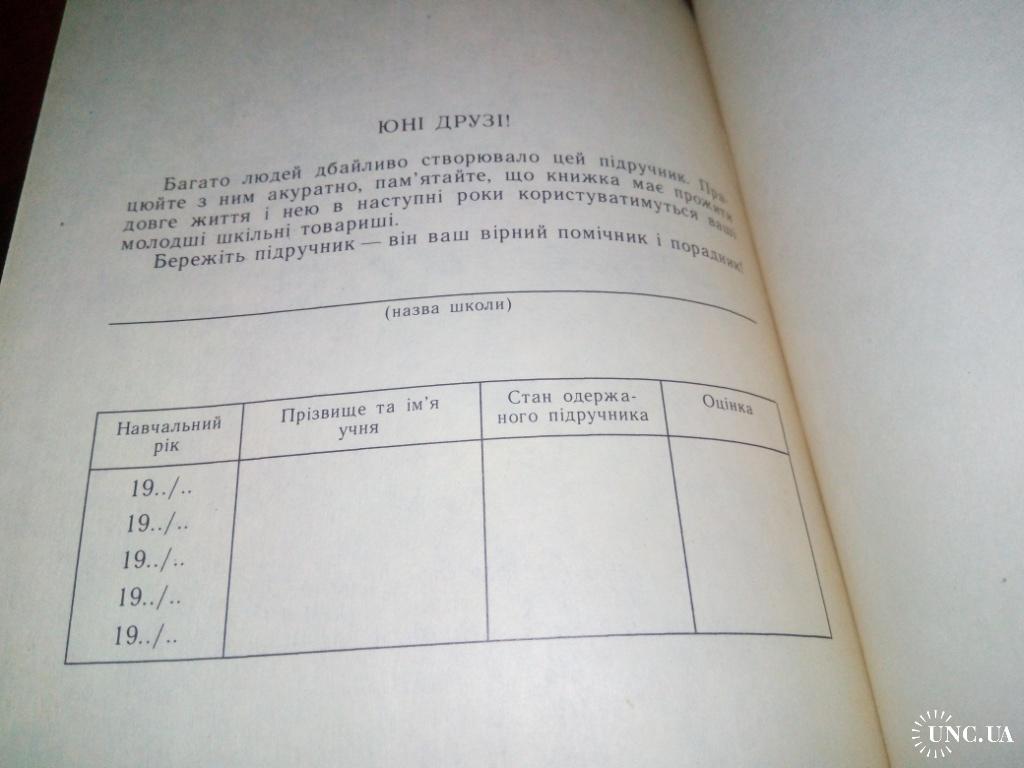 ЮНІ ДРУЗІ!
Багато людей дбайливо створювало цей підручник. Пра-
цюйте з ним акуратно, пам’ятайте, що книжка має прожити
довге життя і нею в наступні роки користуватимуться ваші
молодші шкільні товариші.
Бережіть підручник — він ваш вірний помічник і порадник!
(назва школи)
Навчальний
рік
Прізвище та ім’я
учня
Стан одержа-
ного підручника
Оцінка
19../..
19../..
19../..
19../..
19../..
UNC.UA